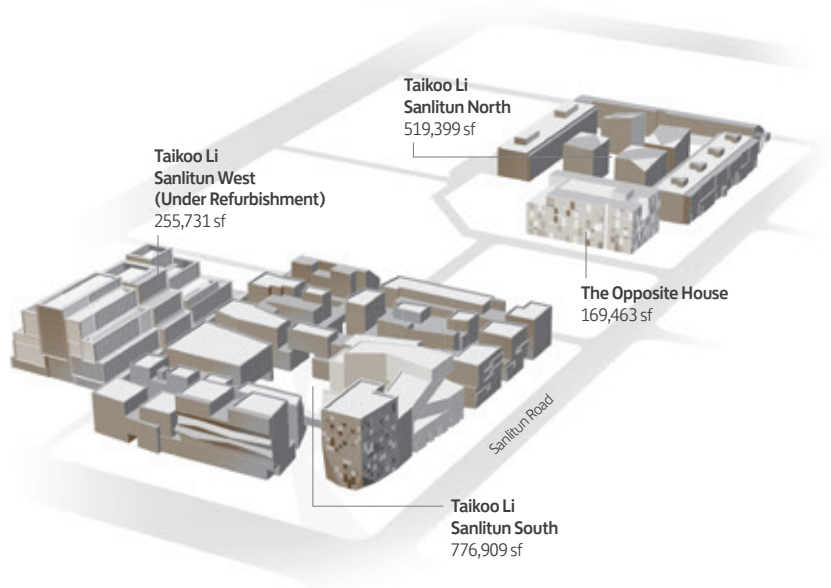 Taikoo Li
Sanlitun North
519,399 sf
Taikoo Li
Sanlitun West
(Under Refurbishment)
255,731 sf
The Opposite House
169,463 sf
Sanlitun Road
Taikoo Li
Sanlitun South
776,909 sf